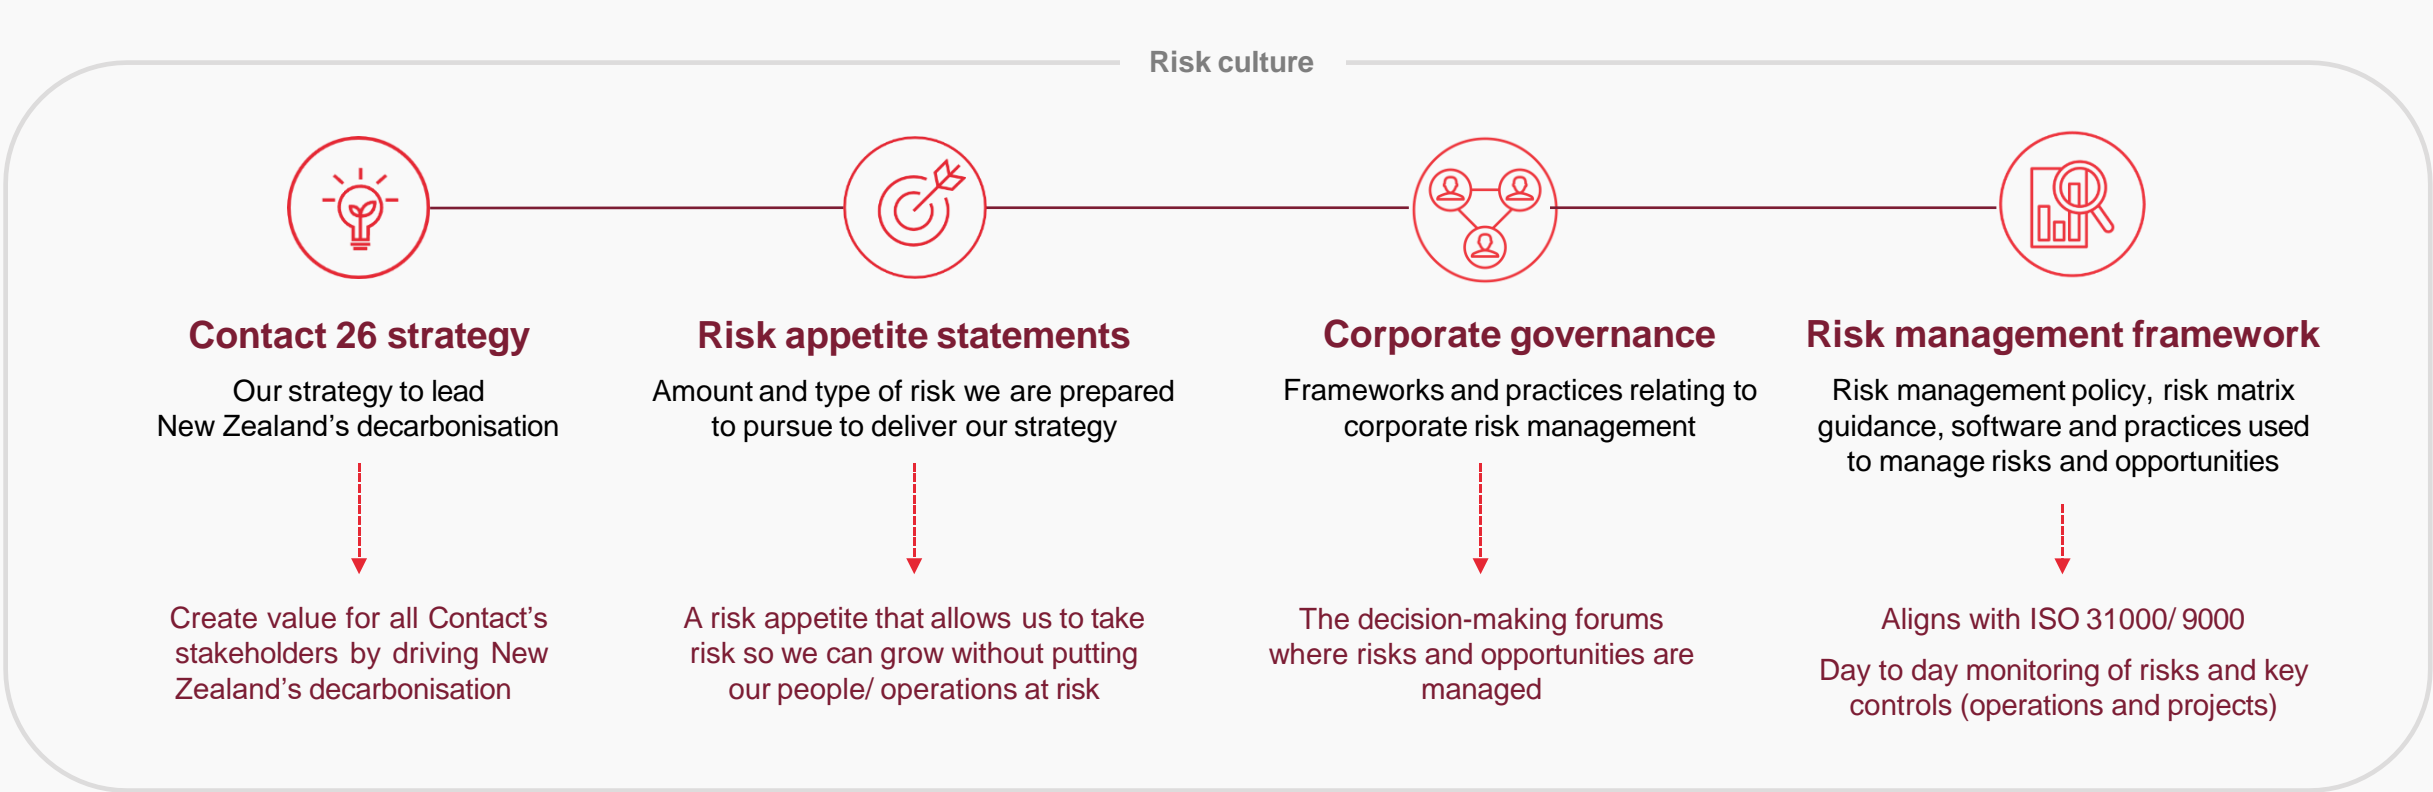 Risk culture
Contact 26 strategy
Our strategy to lead
New Zealand’s decarbonisation
Create value for all Contact’s
stakeholders by driving New
Zealand’s decarbonisation
Risk appetite statements
Amount and type of risk we are prepared
to pursue to deliver our strategy
A risk appetite that allows us to take
risk so we can grow without putting
our people/ operations at risk
Corporate governance
Frameworks and practices relating to
corporate risk management
The decision-making forums
where risks and opportunities are
managed
Risk management framework
Risk management policy, risk matrix
guidance, software and practices used
to manage risks and opportunities
Aligns with ISO 31000/ 9000
Day to day monitoring of risks and key
controls (operations and projects)